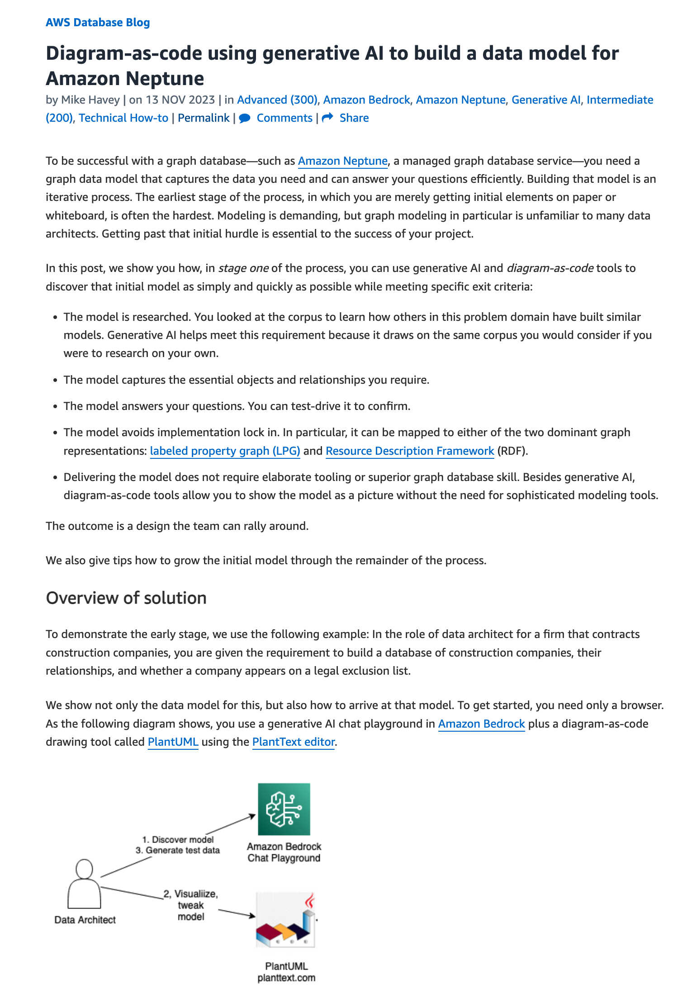 AWS Database Blog
Diagram-as-code using generative AI to build a data model for
Amazon Neptune
by Mike Havey | on 13 NOV 2023 | in Advanced (300), Amazon Bedrock, Amazon Neptune, Generative AI, Intermediate
(200), Technical How-to | Permalink | Comments | Share
To be successful with a graph database—such as Amazon Neptune, a managed graph database service—you need a
graph data model that captures the data you need and can answer your questions efficiently. Building that model is an
iterative process. The earliest stage of the process, in which you are merely getting initial elements on paper or
whiteboard, is often the hardest. Modeling is demanding, but graph modeling in particular is unfamiliar to many data
architects. Getting past that initial hurdle is essential to the success of your project.
In this post, we show you how, in stage one of the process, you can use generative AI and diagram-as-code tools to
discover that initial model as simply and quickly as possible while meeting specific exit criteria:
• The model is researched. You looked at the corpus to learn how others in this problem domain have built similar
models. Generative AI helps meet this requirement because it draws on the same corpus you would consider if you
were to research on your own.
• The model captures the essential objects and relationships you require.
• The model answers your questions. You can test-drive it to confirm.
• The model avoids implementation lock in. In particular, it can be mapped to either of the two dominant graph
representations: labeled property graph (LPG) and Resource Description Framework (RDF).
• Delivering the model does not require elaborate tooling or superior graph database skill. Besides generative AI,
diagram-as-code tools allow you to show the model as a picture without the need for sophisticated modeling tools.
The outcome is a design the team can rally around.
We also give tips how to grow the initial model through the remainder of the process.
Overview of solution
To demonstrate the early stage, we use the following example: In the role of data architect for a firm that contracts
construction companies, you are given the requirement to build a database of construction companies, their
relationships, and whether a company appears on a legal exclusion list.
We show not only the data model for this, but also how to arrive at that model. To get started, you need only a browser.
As the following diagram shows, you use a generative AI chat playground in Amazon Bedrock plus a diagram-as-code
drawing tool called PlantUML using the PlantText editor.
1. Discover model
3. Generate test data
Amazon Bedrock
Chat Playground
2, Visualiize,
tweak
model
Data Architect
PlantUML
planttext.com